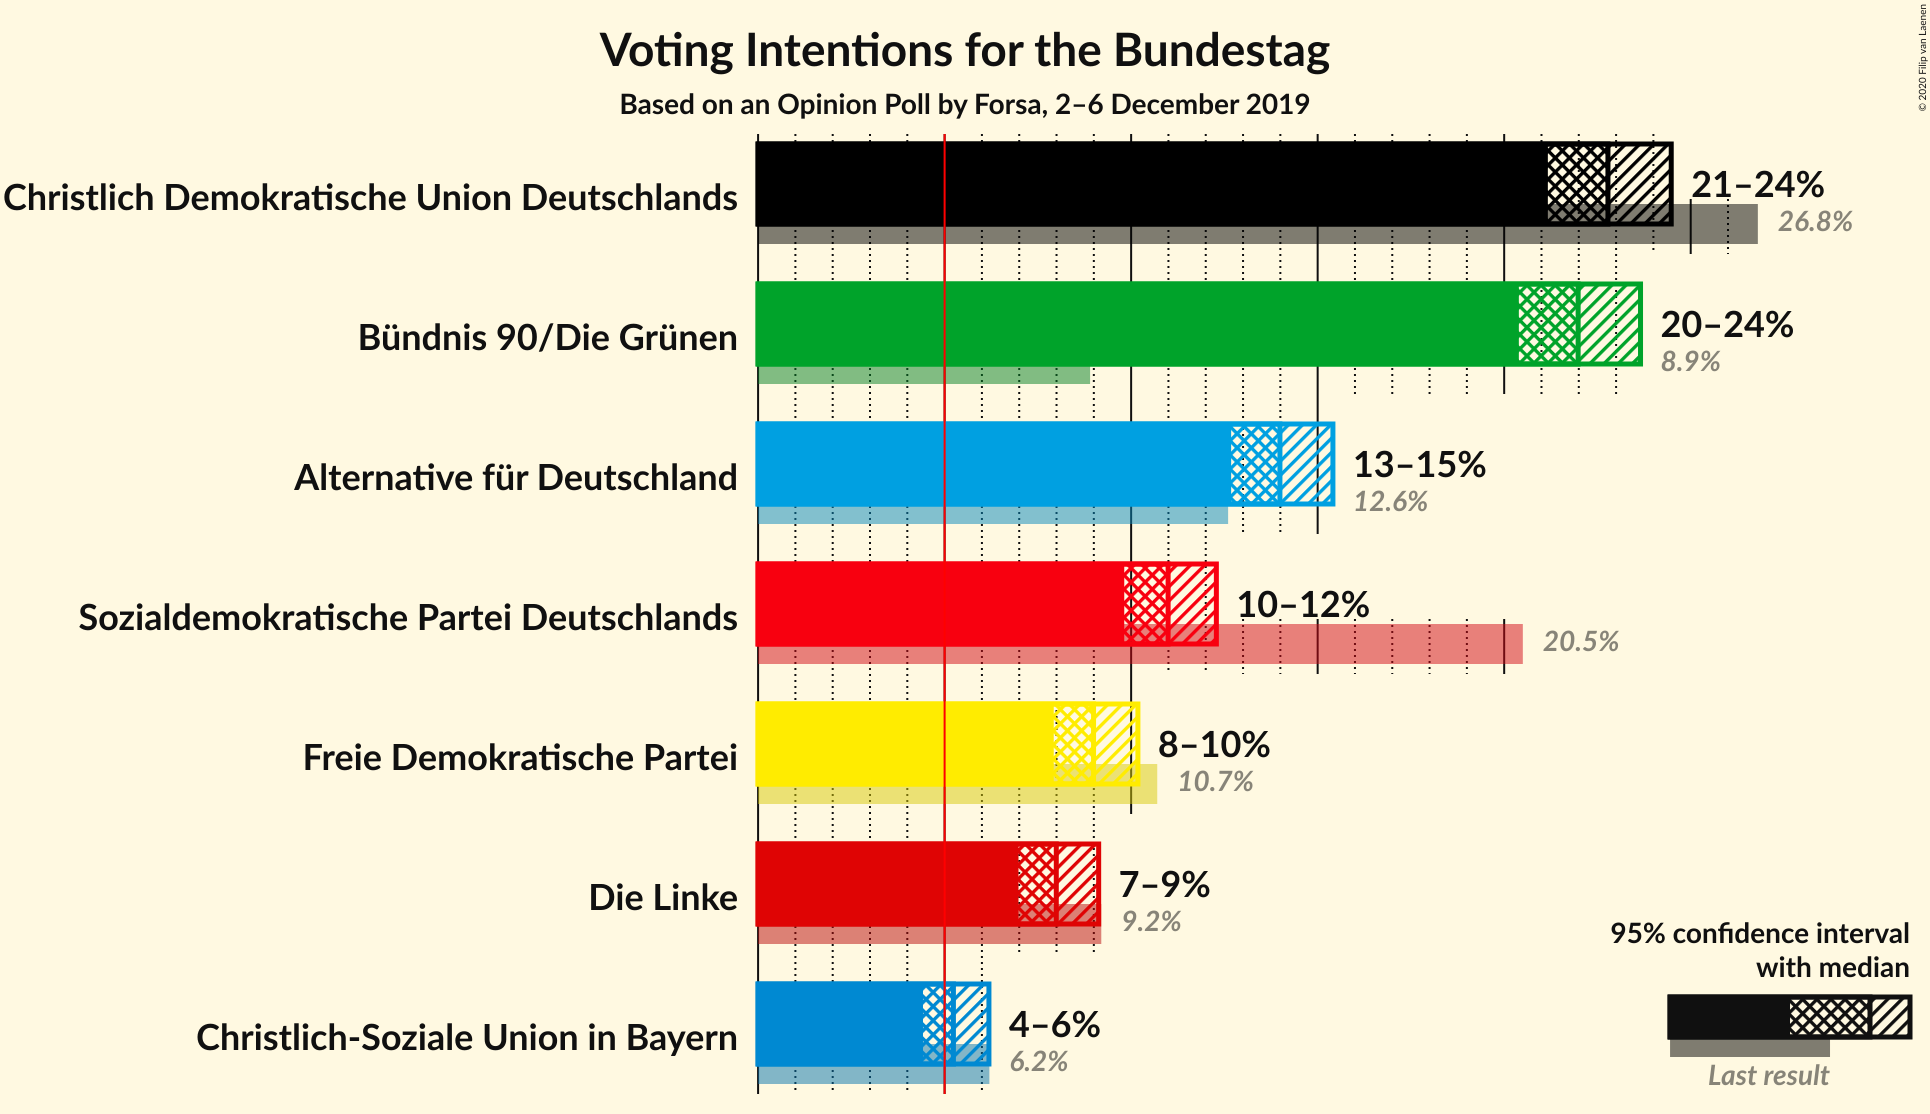 Voting Intentions for the Bundestag
Based on an Opinion Poll by Forsa, 2–6 December 2019
© 2020 Filip van Laenen
Christlich Demokratische Union Deutschlands
21–24%
26.8%
Bündnis 90/Die Grünen
20–24%
8.9%
Alternative für Deutschland
13–15%
12.6%
Sozialdemokratische Partei Deutschlands
10–12%
20.5%
Freie Demokratische Partei
8–10%
10.7%
Die Linke
7–9%
9.2%
Christlich-Soziale Union in Bayern
4–6%
6.2%
95% confidence interval
with median
Last result